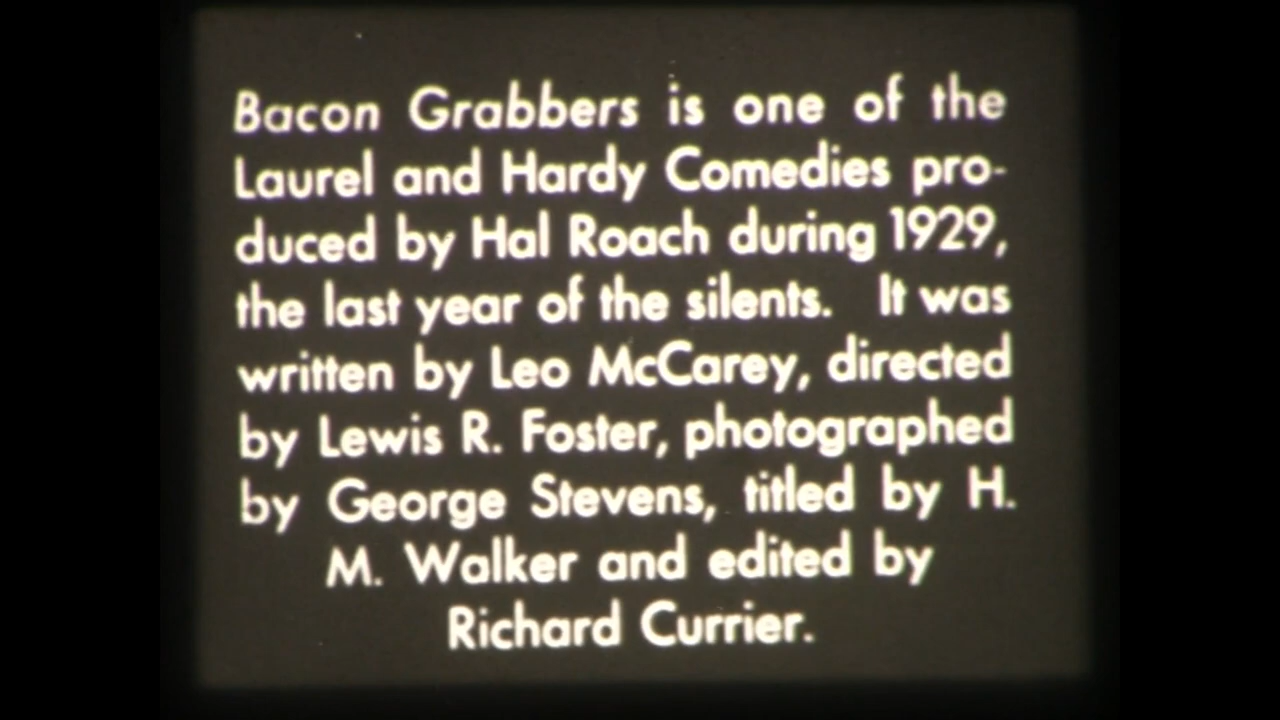 Bacon Grabbers is one of the
Laurel and Hardy Comedies pro-
duced by Hal Roach during 1929,
the last year of the silents. It was
written by Leo McCarey, directed
by Lewis R. Foster, photographed
by George Stevens, titled by H.
M. Walker and edited by
Richard Currier.